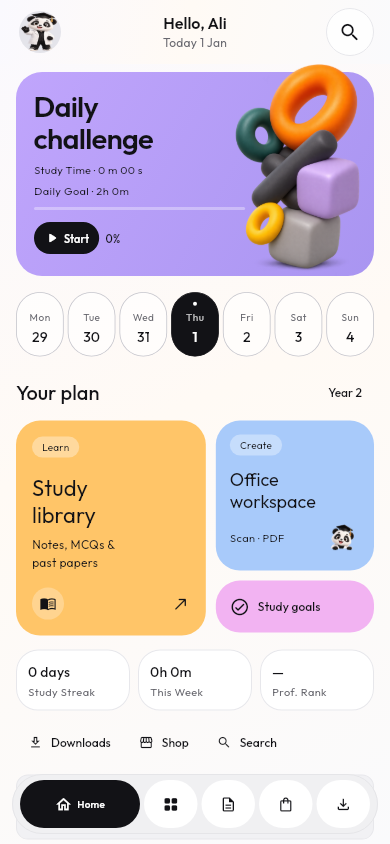 Hello, Ali
Today 1 Jan
Daily
challenge
Study Time · 0 m 00 s
Daily Goal · 2h 0m
Start 0%
Mon Tue Wed Thu Fri Sat Sun
29 30 31 1 2 3 4
Your plan Year 2
Learn
Study
library
Notes, MCQs &
past papers
Create
Office
workspace
Scan · PDF
Study goals
0 days
Study Streak
0h 0m
This Week
—
Prof. Rank
Downloads Shop Search
Home